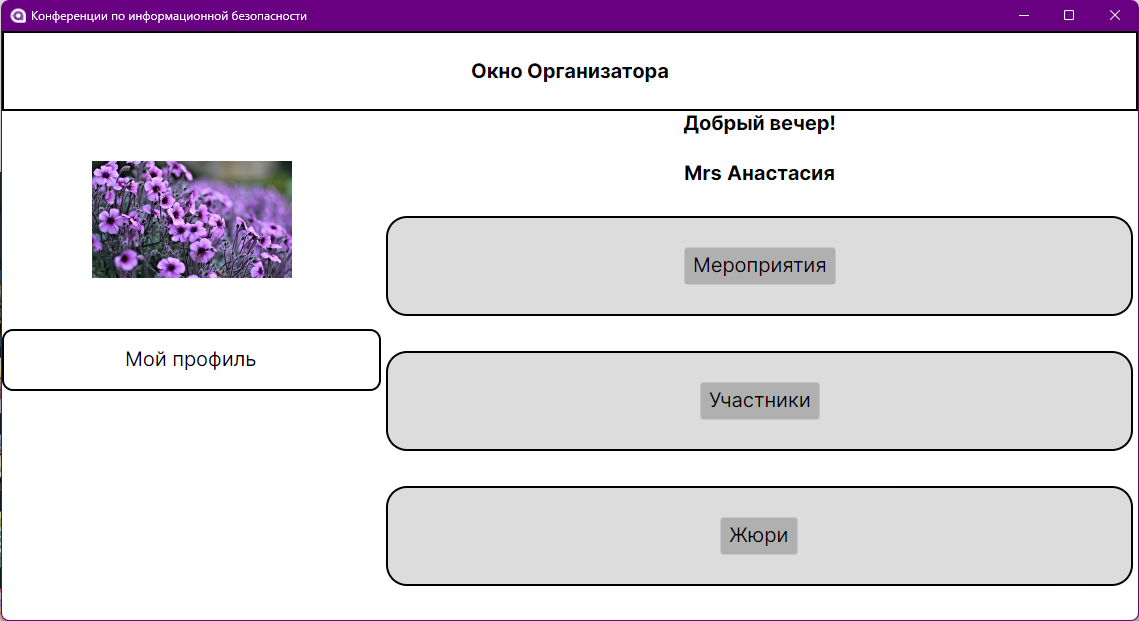 Конференции по информационной безопасности
Окно Организатора
Добрый вечер!
Mrs Анастасия
Мероприятия
Мой профиль
Участники
Жюри